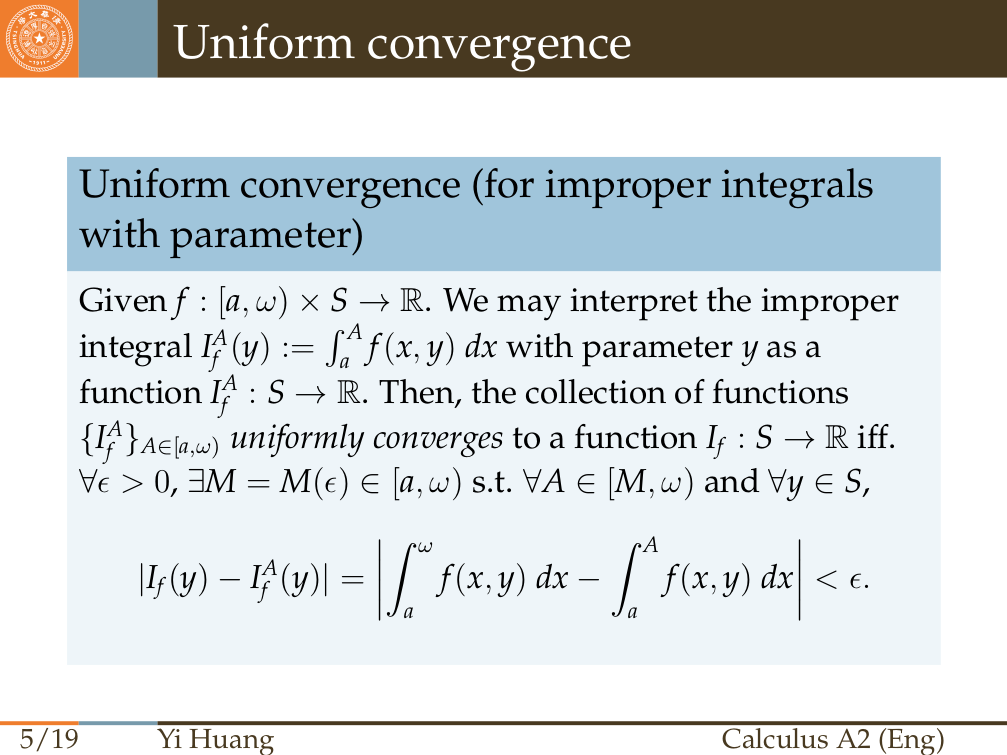 Uniform convergence
Uniform convergence (for improper integrals
with parameter)
Given f : [a, ω) × S → ℝ. We may interpret the improper
integral I_f^A(y) := ∫_a^A f(x, y) dx with parameter y as a
function I_f^A : S → ℝ. Then, the collection of functions
{I_f^A}_{A∈[a,ω)} uniformly converges to a function I_f : S → ℝ iff.
∀ϵ > 0, ∃M = M(ϵ) ∈ [a, ω) s.t. ∀A ∈ [M, ω) and ∀y ∈ S,
|I_f(y) − I_f^A(y)| = |∫_a^ω f(x, y) dx − ∫_a^A f(x, y) dx| < ϵ.
5/19 Yi Huang Calculus A2 (Eng)